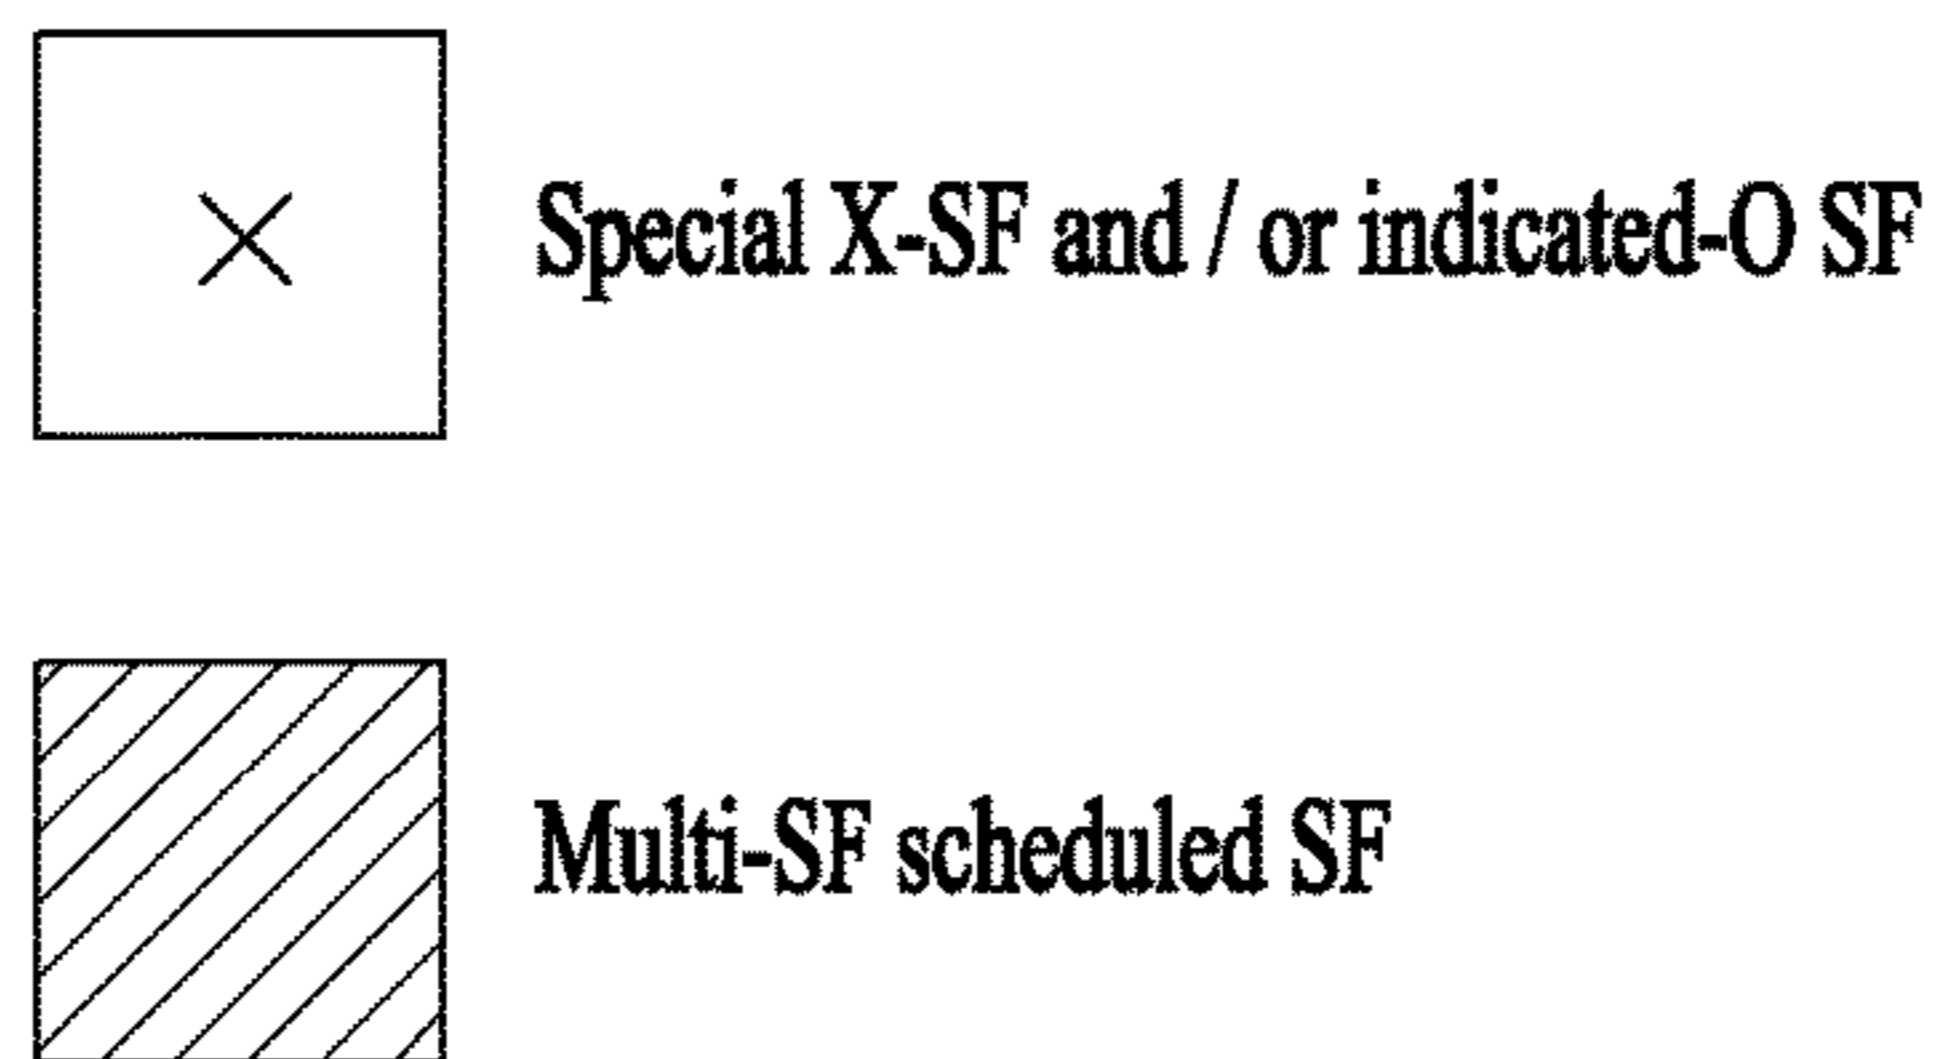 Special X-SF and / or indicated-O SF
Multi-SF scheduled SF